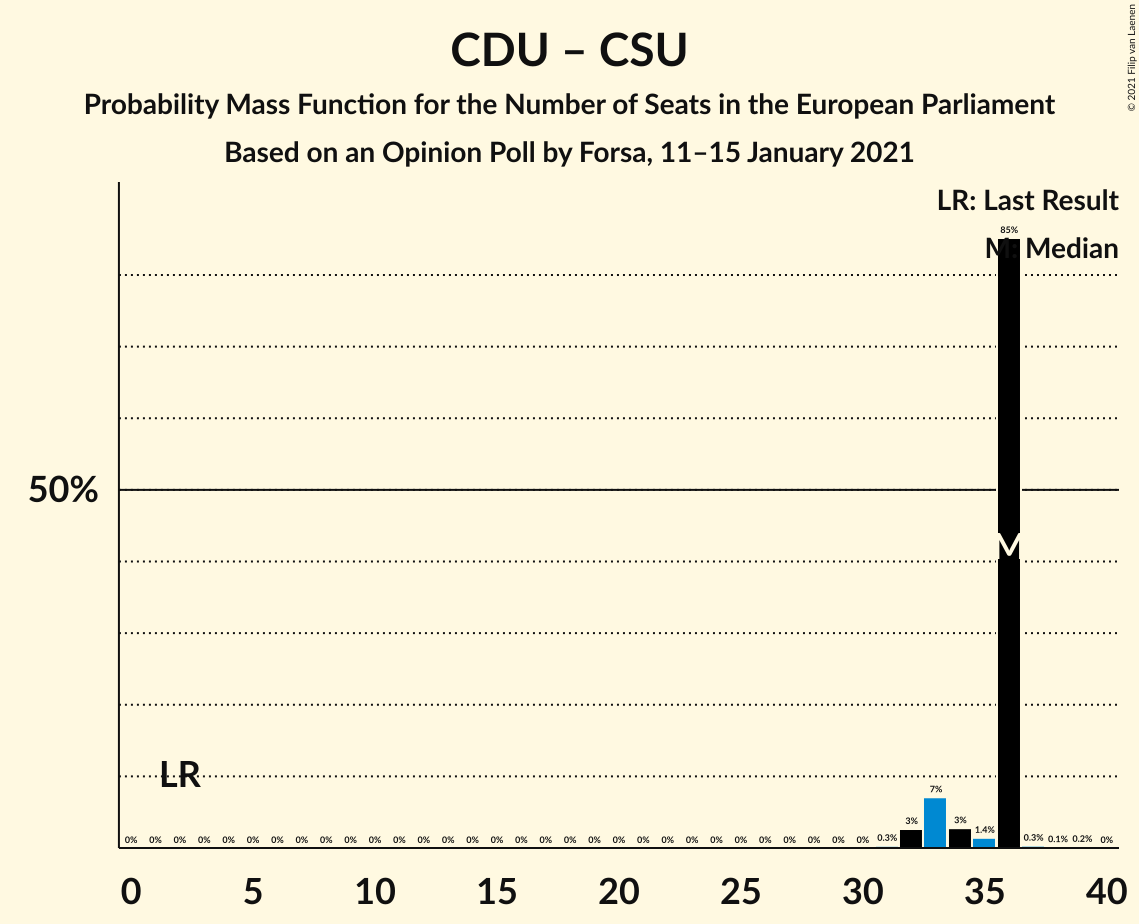 CDU – CSU
Probability Mass Function for the Number of Seats in the European Parliament
Based on an Opinion Poll by Forsa, 11–15 January 2021
© 2021 Filip van Laenen
LR: Last Result
M: Median
85%
50%
M
LR
7%
3% 3% 1.4%
0% 0% 0% 0% 0% 0% 0% 0% 0% 0% 0% 0% 0% 0% 0% 0% 0% 0% 0% 0% 0% 0% 0% 0% 0% 0% 0% 0% 0% 0% 0% 0.3% 0.3% 0.1% 0.2% 0%
0 5 10 15 20 25 30 35 40